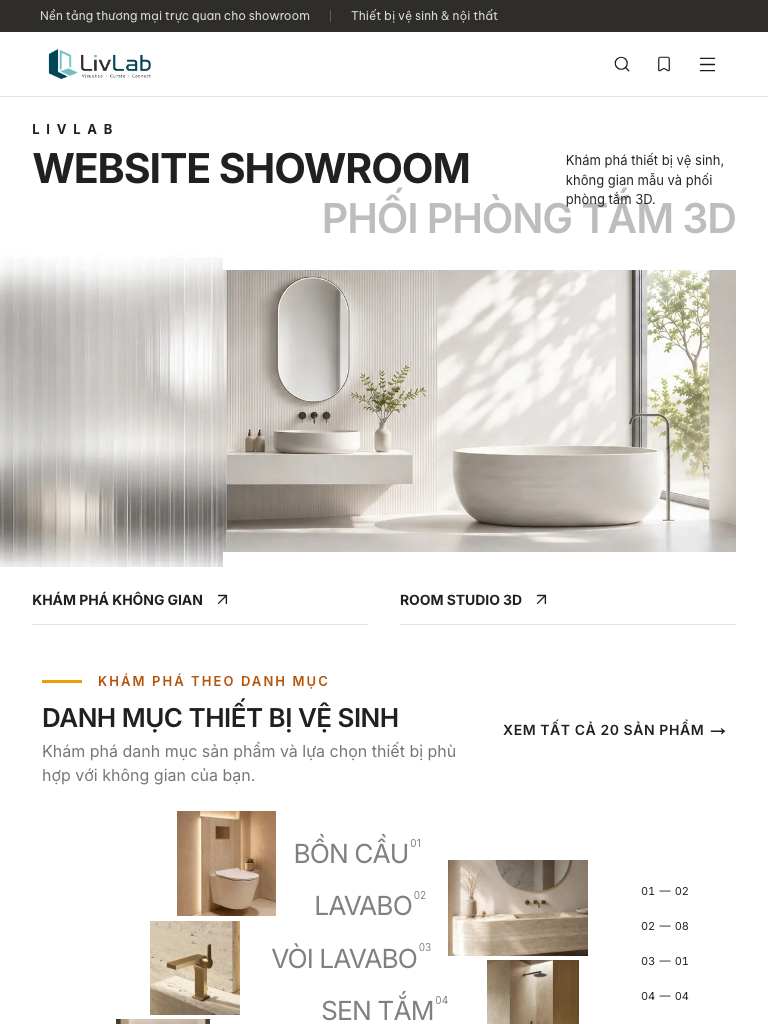 Nền tảng thương mại trực quan cho showroom
Thiết bị vệ sinh & nội thất
LivLab
Visualize · Curate · Connect
LIVLAB
WEBSITE SHOWROOM
Khám phá thiết bị vệ sinh,
không gian mẫu và phối
phòng tắm 3D.
PHỐI PHÒNG TẮM 3D
KHÁM PHÁ KHÔNG GIAN
ROOM STUDIO 3D
KHÁM PHÁ THEO DANH MỤC
DANH MỤC THIẾT BỊ VỆ SINH
Khám phá danh mục sản phẩm và lựa chọn thiết bị phù
hợp với không gian của bạn.
XEM TẤT CẢ 20 SẢN PHẨM →
BỒN CẦU 01
LAVABO 02
VÒI LAVABO 03
SEN TẮM 04
01 — 02
02 — 08
03 — 01
04 — 04